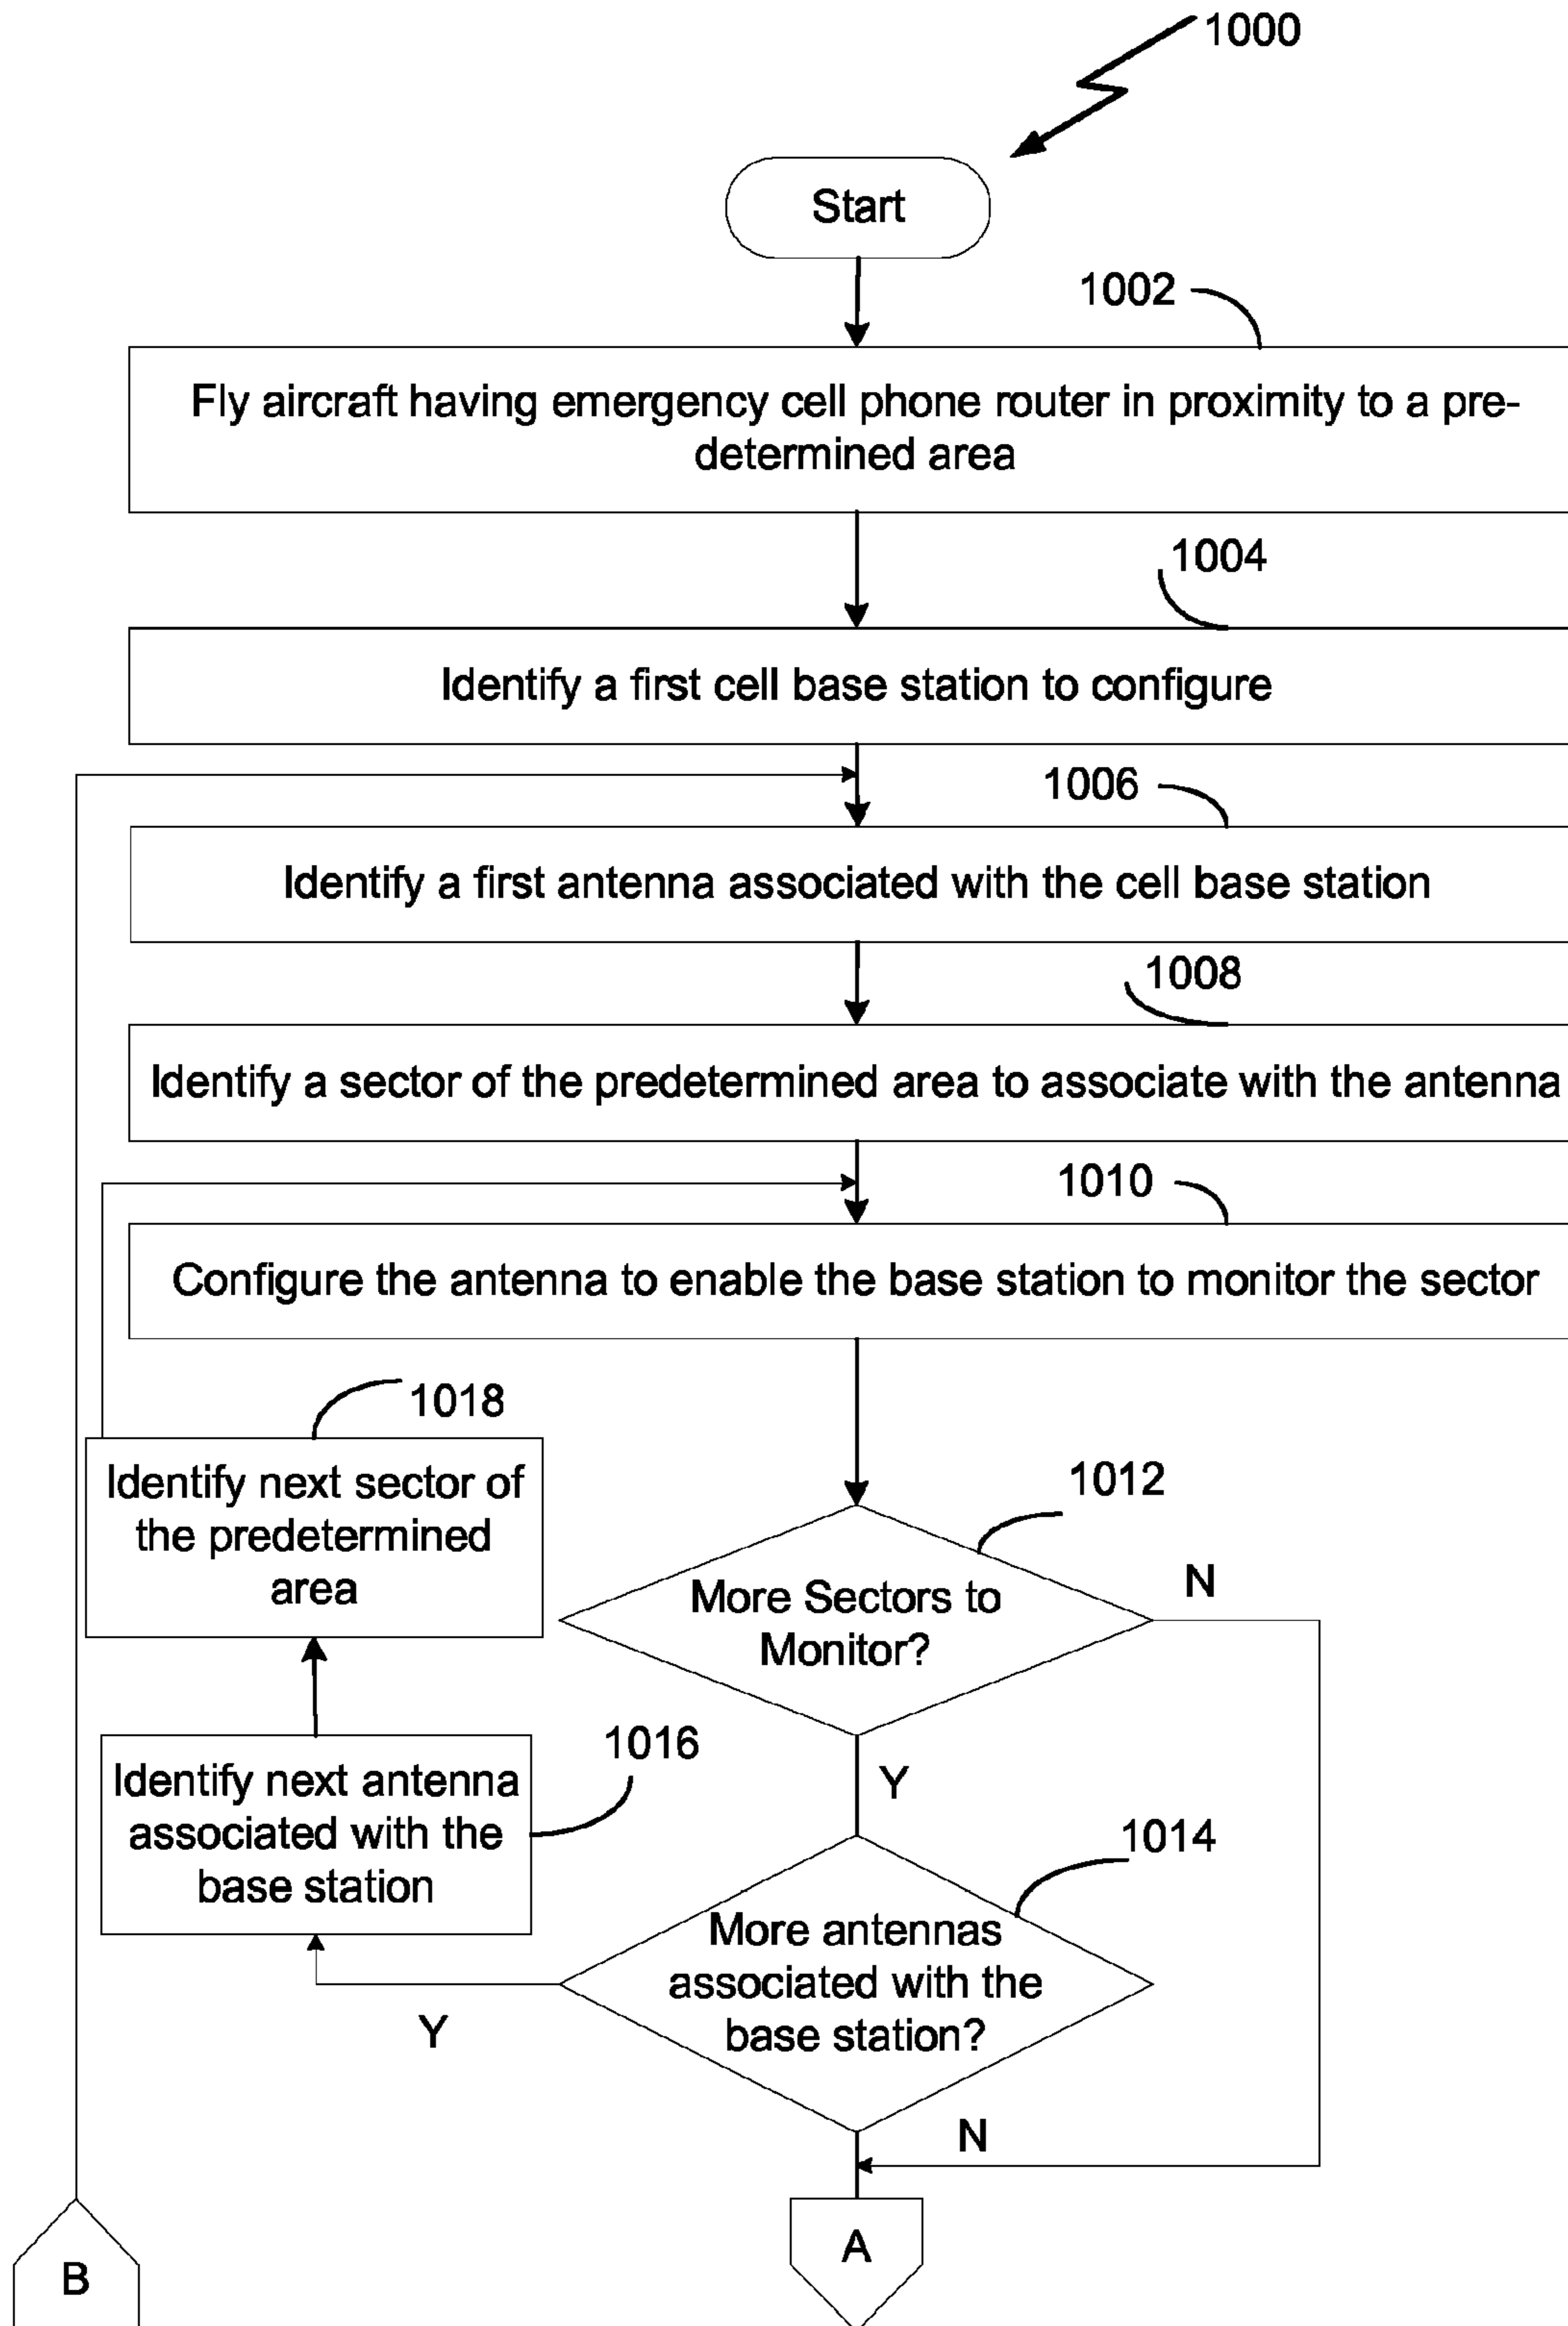 1000
Start
1002
Fly aircraft having emergency cell phone router in proximity to a pre-
determined area
1004
Identify a first cell base station to configure
1006
Identify a first antenna associated with the cell base station
1008
Identify a sector of the predetermined area to associate with the antenna
1010
Configure the antenna to enable the base station to monitor the sector
1018
Identify next sector of
the predetermined
area
1012
More Sectors to
Monitor?
N
Y
1016
Identify next antenna
associated with the
base station
1014
More antennas
associated with the
base station?
Y
N
A
B